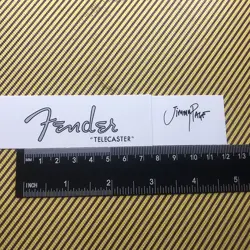 Fender
"TELECASTER"
Jimmy Page
1 2 3 4 5 6 7 8 9 10 11 12 13
INCH 1 2 3 4 5